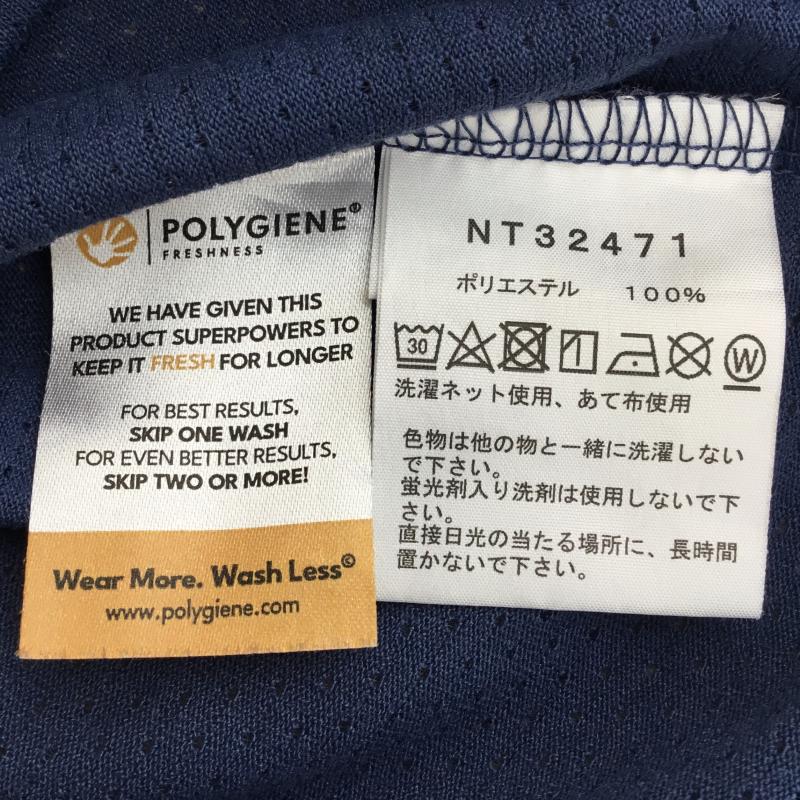 POLYGIENE®
FRESHNESS
WE HAVE GIVEN THIS
PRODUCT SUPERPOWERS TO
KEEP IT FRESH FOR LONGER
FOR BEST RESULTS,
SKIP ONE WASH
FOR EVEN BETTER RESULTS,
SKIP TWO OR MORE!
Wear More. Wash Less©
www.polygiene.com
NT32471
ポリエステル 100%
30 W
洗濯ネット使用、あて布使用
色物は他の物と一緒に洗濯しない
で下さい。
蛍光剤入り洗剤は使用しないで下
さい。
直接日光の当たる場所に、長時間
置かないで下さい。